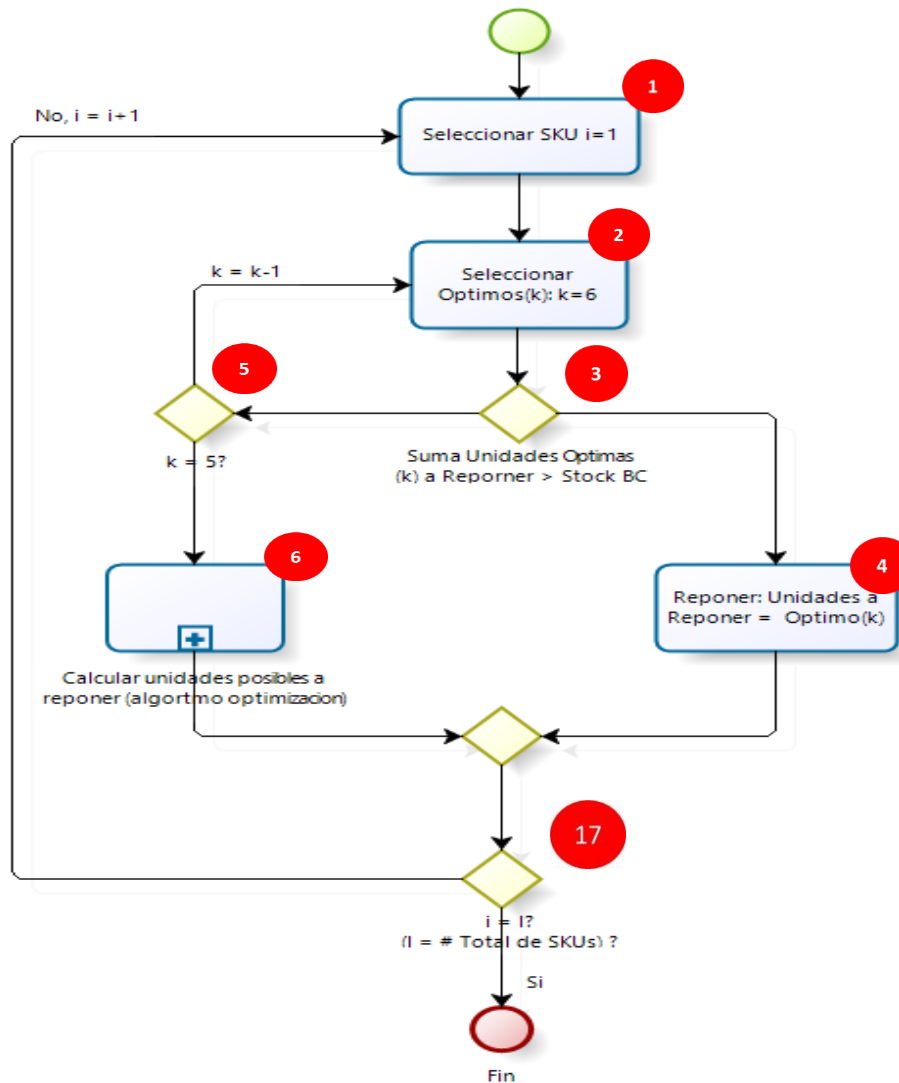 1
No, i = i+1
Seleccionar SKU i=1
2
k = k-1
Seleccionar
Optimos(k): k=6
5
3
k = 5?
Suma Unidades Optimas
(k) a Reporner > Stock BC
6
4
Reponer: Unidades a
Reponer = Optimo(k)
Calcular unidades posibles a
reponer (algortmo optimizacion)
17
i = I?
(I = # Total de SKUs) ?
Si
Fin